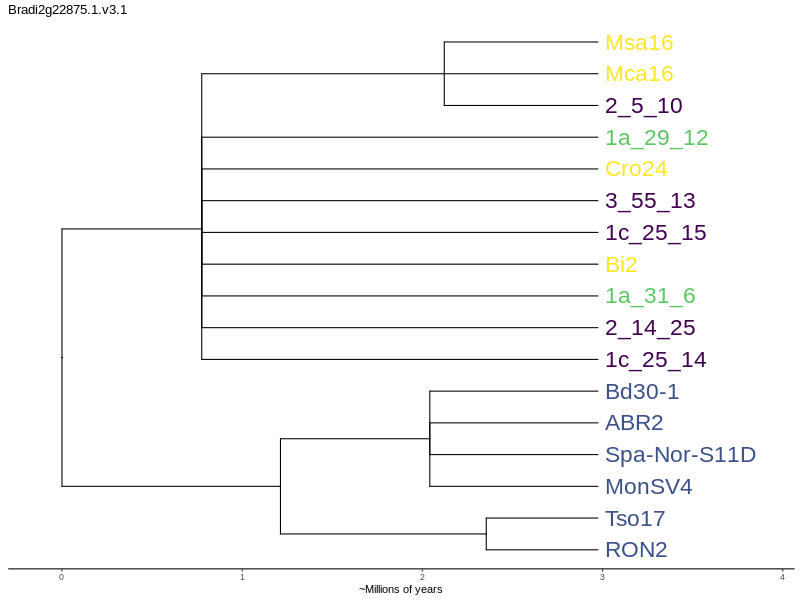 Bradi2g22875.1.v3.1
Msa16
Mca16
2_5_10
1a_29_12
Cro24
3_55_13
1c_25_15
Bi2
1a_31_6
2_14_25
1c_25_14
Bd30-1
ABR2
Spa-Nor-S11D
MonSV4
Tso17
RON2
0 1 2 3 4
~Millions of years